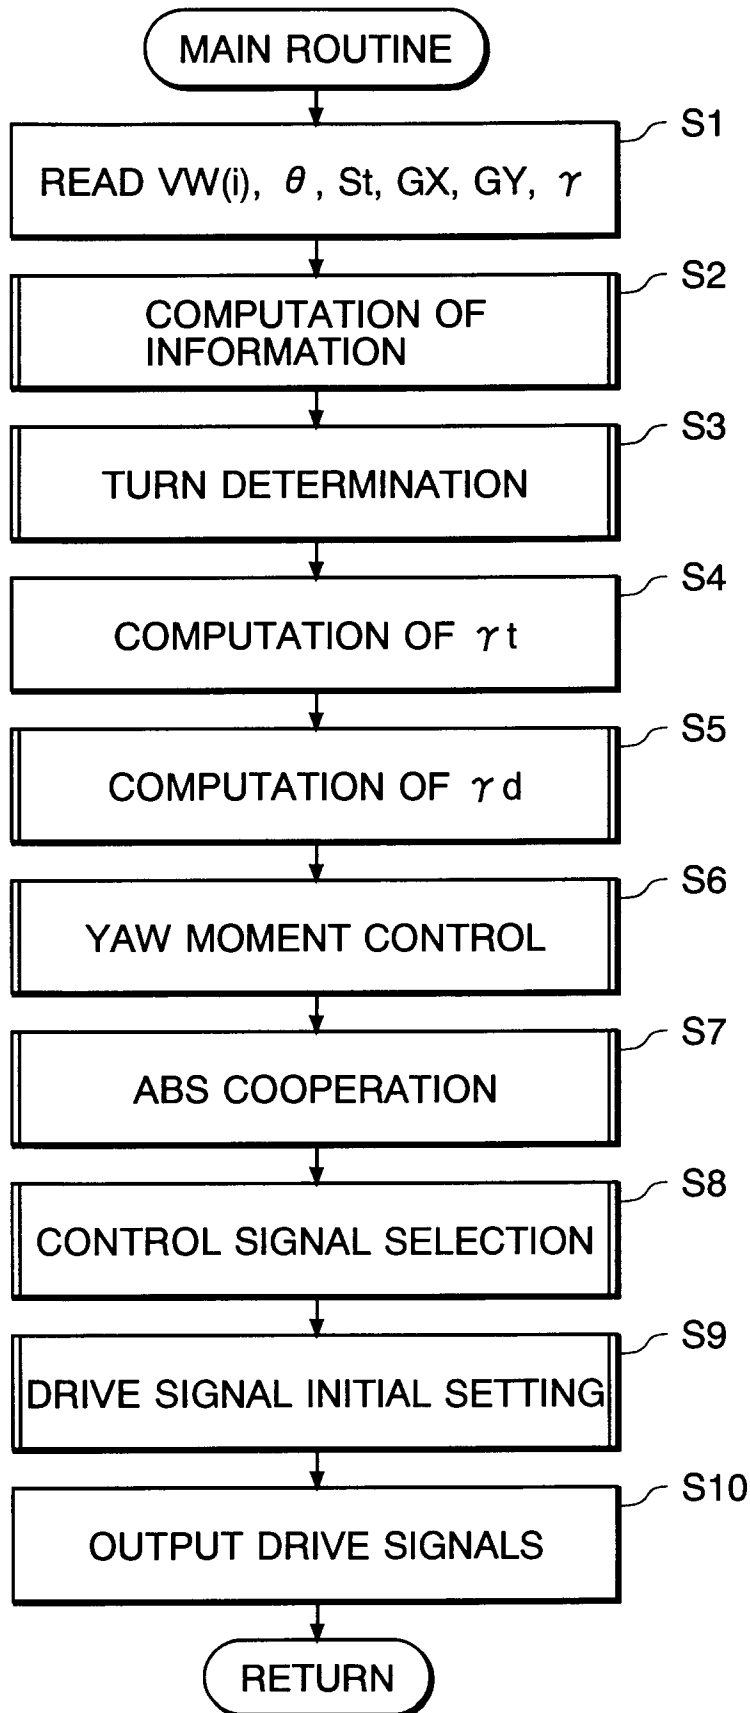 MAIN ROUTINE
S1
READ VW(i), θ, St, GX, GY, γ
S2
COMPUTATION OF
INFORMATION
S3
TURN DETERMINATION
S4
COMPUTATION OF γt
S5
COMPUTATION OF γd
S6
YAW MOMENT CONTROL
S7
ABS COOPERATION
S8
CONTROL SIGNAL SELECTION
S9
DRIVE SIGNAL INITIAL SETTING
S10
OUTPUT DRIVE SIGNALS
RETURN